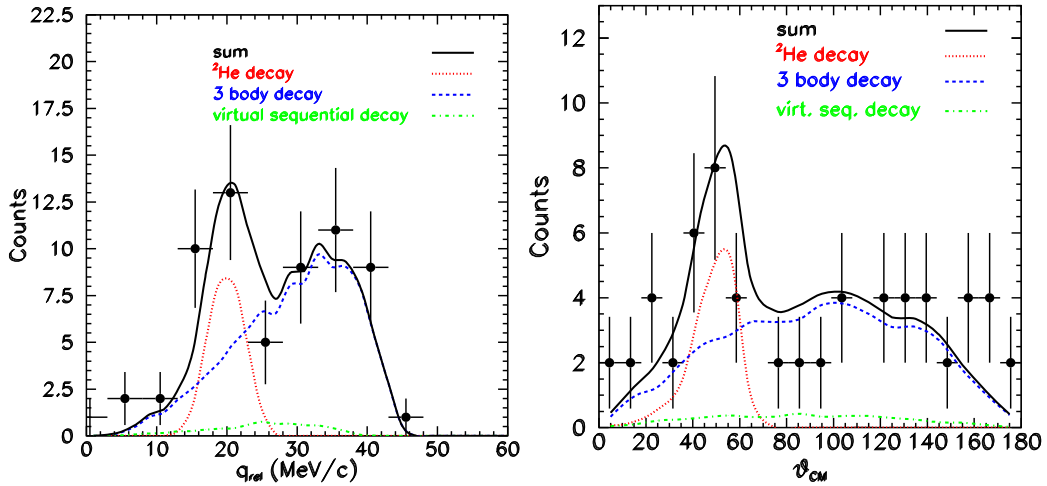 22.5
20
17.5
15
12.5
10
7.5
5
2.5
0
Counts
sum
²He decay
3 body decay
virtual sequential decay
0 10 20 30 40 50 60
q_rel (MeV/c)
12
10
8
6
4
2
0
Counts
sum
²He decay
3 body decay
virt. seq. decay
0 20 40 60 80 100 120 140 160 180
ϑ_CM